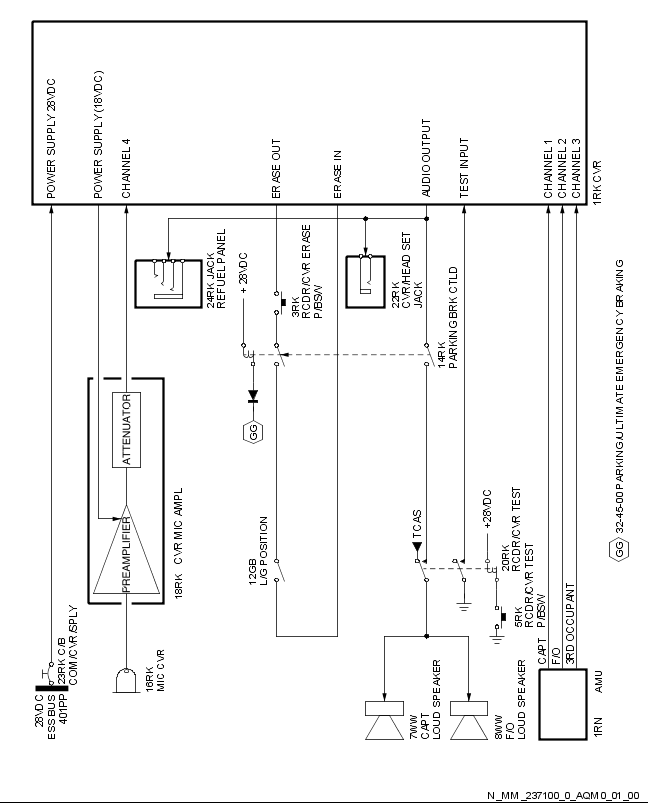 POWER SUPPLY 28VDC
POWER SUPPLY (18VDC)
CHANNEL 4
ERASE OUT
ERASE IN
AUDIO OUTPUT
TEST INPUT
CHANNEL 1
CHANNEL 2
CHANNEL 3
1RK CVR
24RK JACK
REFUEL PANEL
+ 28VDC
3RK
RCDR/CVR ERASE
P/BSW
22RK
CVR/HEAD SET
JACK
14RK
PARKING BRK CTLD
GG
ATTENUATOR
PREAMPLIFIER
18RK CVR MIC AMPL
12GB
L/G POSITION
TCAS
+28VDC
20RK
RCDR/CVR TEST
5RK
RCDR/CVR TEST
P/BSW
28VDC
ESS BUS
401PP
23RK C/B
COM/CVR/SPLY
16RK
MIC CVR
7WW
CAPT
LOUD SPEAKER
8WW
F/O
LOUD SPEAKER
CAPT
F/O
3RD OCCUPANT
1RN
AMU
GG
32-45-00 PARKING/ULTIMATE EMERGENCY BRAKING
N_MM_237100_0_AQM0_01_00